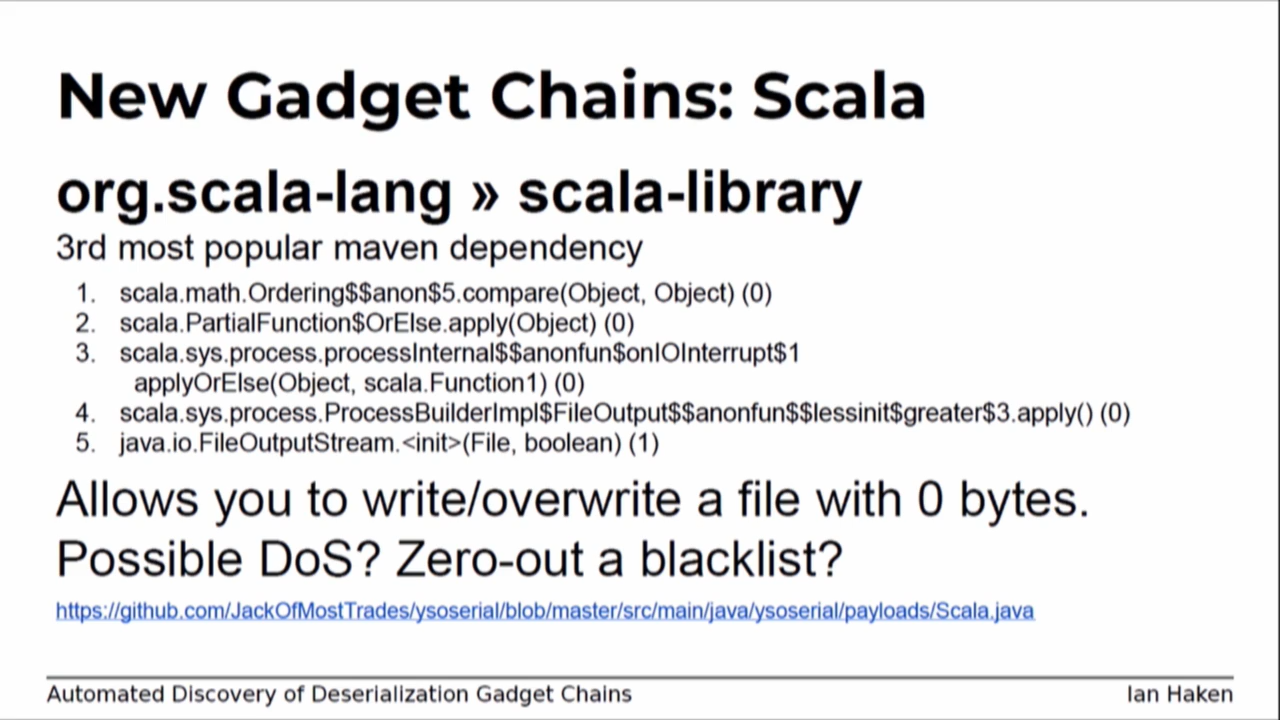 New Gadget Chains: Scala
org.scala-lang » scala-library
3rd most popular maven dependency
1. scala.math.Ordering$$anon$5.compare(Object, Object) (0)
2. scala.PartialFunction$OrElse.apply(Object) (0)
3. scala.sys.process.processInternal$$anonfun$onIOInterrupt$1
applyOrElse(Object, scala.Function1) (0)
4. scala.sys.process.ProcessBuilderImpl$FileOutput$$anonfun$$lessinit$greater$3.apply() (0)
5. java.io.FileOutputStream.<init>(File, boolean) (1)
Allows you to write/overwrite a file with 0 bytes.
Possible DoS? Zero-out a blacklist?
https://github.com/JackOfMostTrades/ysoserial/blob/master/src/main/java/ysoserial/payloads/Scala.java
Automated Discovery of Deserialization Gadget Chains
Ian Haken